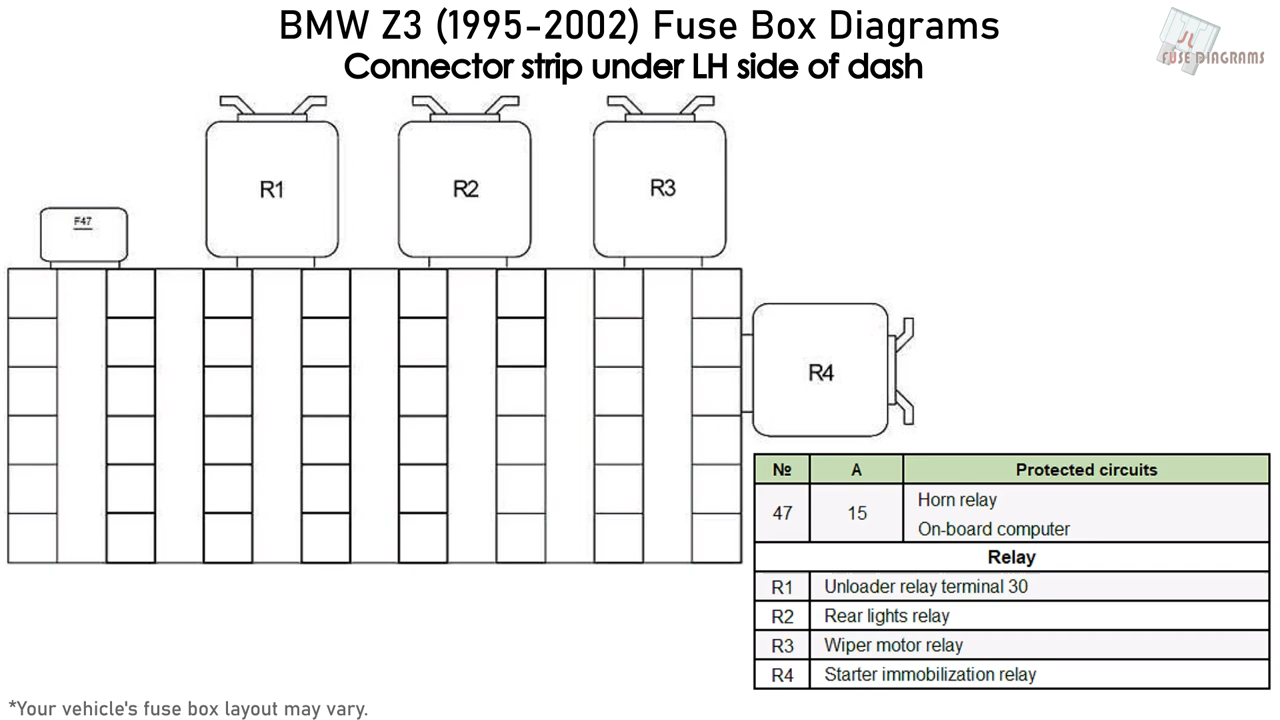 BMW Z3 (1995-2002) Fuse Box Diagrams
Connector strip under LH side of dash
JL
FUSE DIAGRAMS
R1
R2
R3
F47
R4
№ A Protected circuits
47 15 Horn relay
On-board computer
Relay
R1 Unloader relay terminal 30
R2 Rear lights relay
R3 Wiper motor relay
R4 Starter immobilization relay
*Your vehicle's fuse box layout may vary.